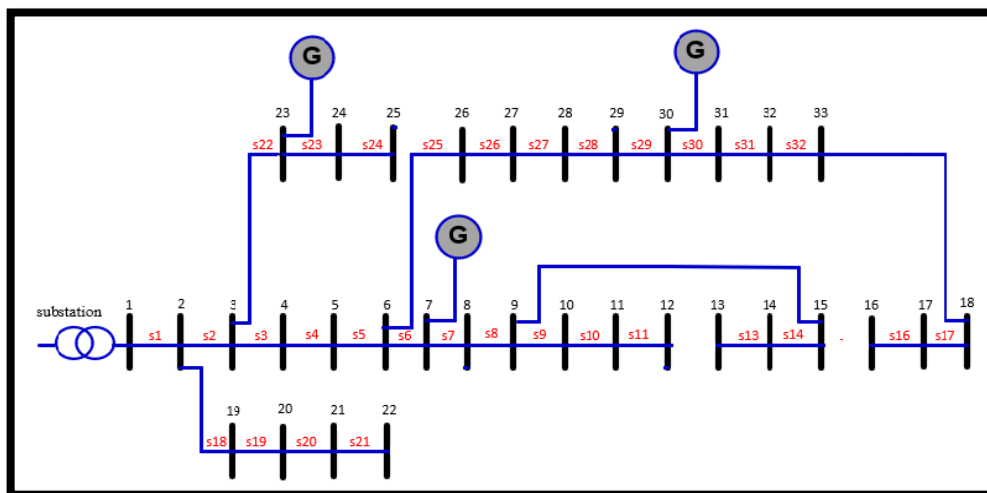 G G
23 24 25 26 27 28 29 30 31 32 33
s22 s23 s24 s25 s26 s27 s28 s29 s30 s31 s32
G
substation 1 2 3 4 5 6 7 8 9 10 11 12 13 14 15 16 17 18
s1 s2 s3 s4 s5 s6 s7 s8 s9 s10 s11 s13 s14 s16 s17
19 20 21 22
s18 s19 s20 s21